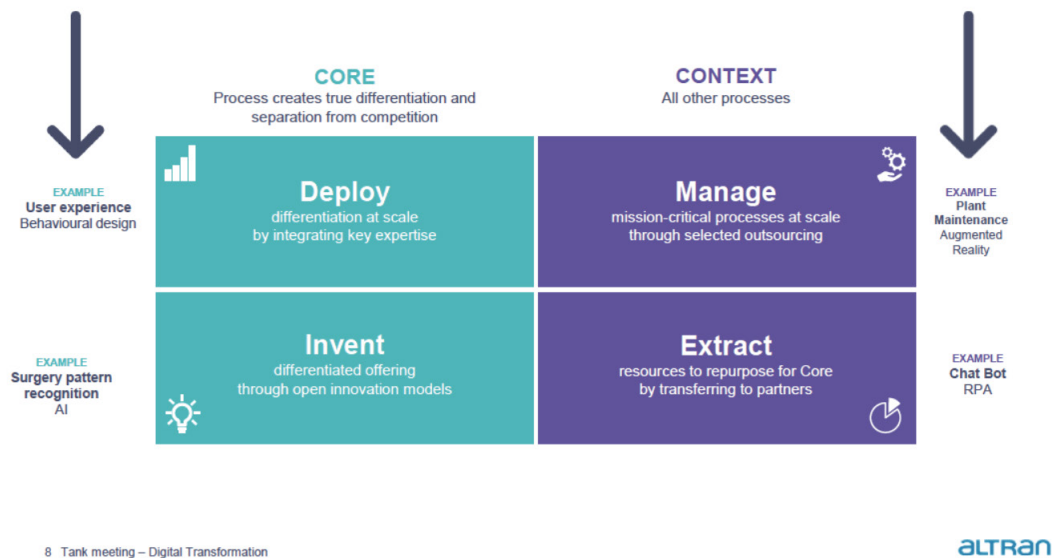 CORE
Process creates true differentiation and
separation from competition
CONTEXT
All other processes
EXAMPLE
User experience
Behavioural design
Deploy
differentiation at scale
by integrating key expertise
Manage
mission-critical processes at scale
through selected outsourcing
EXAMPLE
Plant
Maintenance
Augmented
Reality
EXAMPLE
Surgery pattern
recognition
AI
Invent
differentiated offering
through open innovation models
Extract
resources to repurpose for Core
by transferring to partners
EXAMPLE
Chat Bot
RPA
8 Tank meeting – Digital Transformation
altran